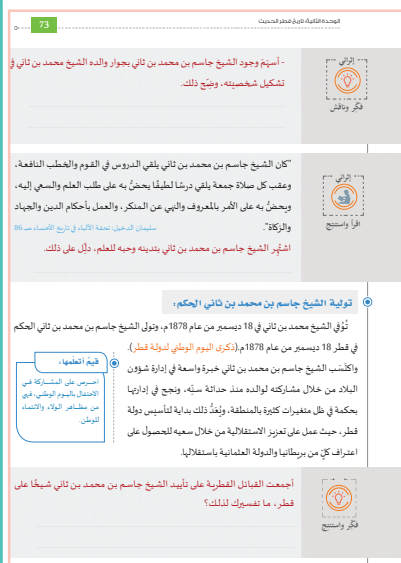 الوحدة الثانية: تاريخ قطر الحديث
73
إثرائي
فكّر وناقش
- أسهَمَ وجود الشيخ جاسم بن محمد بن ثاني بجوار والده الشيخ محمد بن ثاني في
تشكيل شخصيته، وضّح ذلك.
إثرائي
اقرأ واستنتج
"كان الشيخ جاسم بن محمد بن ثاني يلقي الدروس في القوم والخطب النافعة،
وعقب كل صلاة جمعة يلقي درسًا لطيفًا يحضُّ به على طلب العلم والسعي إليه،
ويحضُّ به على الأمر بالمعروف والنهي عن المنكر، والعمل بأحكام الدين والجهاد
والزكاة".
سليمان الدخيل: تحفة الألباء في تاريخ الأحساء صـ 86
اشتُهر الشيخ جاسم بن محمد بن ثاني بتدينه وحبه للعلم، دلِّل على ذلك.
تولية الشيخ جاسم بن محمد بن ثاني الحكم:
تُوُفي الشيخ محمد بن ثاني في 18 ديسمبر من عام 1878م، وتولى الشيخ جاسم بن محمد بن ثاني الحكم
في قطر 18 ديسمبر من عام 1878م.(ذكرى اليوم الوطني لدولة قطر).
واكتسب الشيخ جاسم بن محمد بن ثاني خبرة واسعة في إدارة شؤون
البلاد من خلال مشاركته لوالده منذ حداثة سنّه، ونجح في إدارتها
بحكمة في ظل متغيرات كثيرة بالمنطقة، ويُعَدُّ ذلك بداية لتأسيس دولة
قطر، حيث عمل على تعزيز الاستقلالية من خلال سعيه للحصول على
اعتراف كلٍّ من بريطانيا والدولة العثمانية باستقلالها.
قيمٌ أتعلمها:
احرص على المشاركة في
الاحتفال باليوم الوطني، فهي
من مظاهر الولاء والانتماء
للوطن.
فكّر واستنتج
أجمعت القبائل القطرية على تأييد الشيخ جاسم بن محمد بن ثاني شيخًا على
قطر، ما تفسيرك لذلك؟